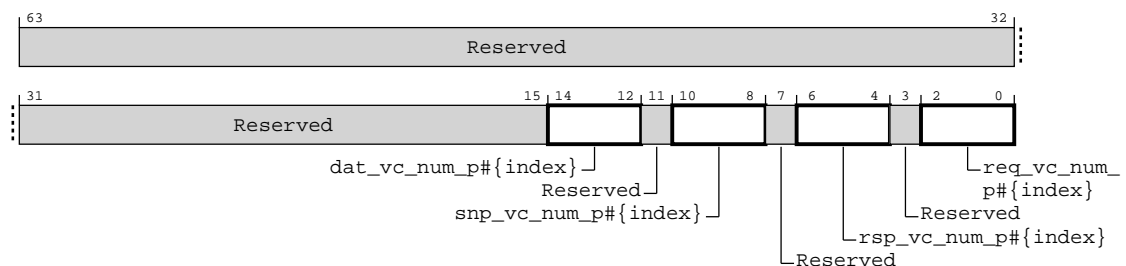 63 32
Reserved
31 15 14 12 11 10 8 7 6 4 3 2 0
Reserved
dat_vc_num_p#{index} req_vc_num_
Reserved p#{index}
snp_vc_num_p#{index} Reserved
rsp_vc_num_p#{index}
Reserved